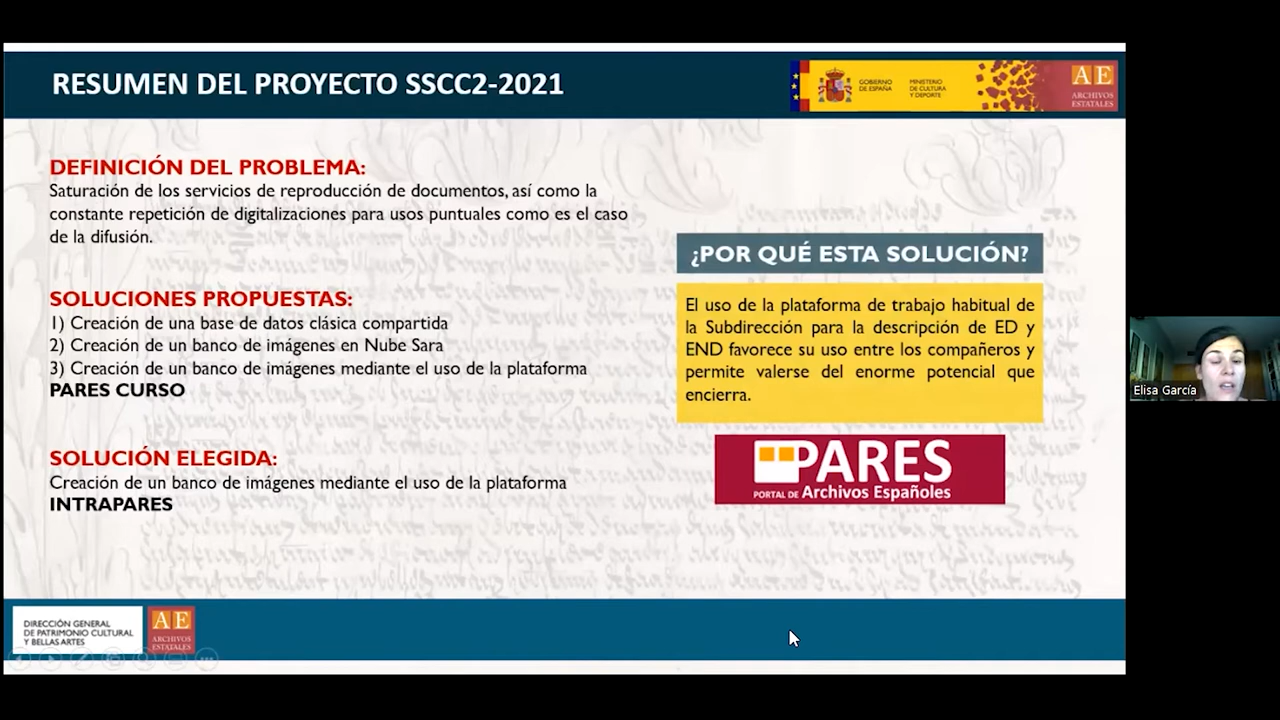 RESUMEN DEL PROYECTO SSCC2-2021
GOBIERNO
DE ESPAÑA
MINISTERIO
DE CULTURA
Y DEPORTE
AE
ARCHIVOS
ESTATALES
DEFINICIÓN DEL PROBLEMA:
Saturación de los servicios de reproducción de documentos, así como la
constante repetición de digitalizaciones para usos puntuales como es el caso
de la difusión.
SOLUCIONES PROPUESTAS:
1) Creación de una base de datos clásica compartida
2) Creación de un banco de imágenes en Nube Sara
3) Creación de un banco de imágenes mediante el uso de la plataforma
PARES CURSO
SOLUCIÓN ELEGIDA:
Creación de un banco de imágenes mediante el uso de la plataforma
INTRAPARES
¿POR QUÉ ESTA SOLUCIÓN?
El uso de la plataforma de trabajo habitual de
la Subdirección para la descripción de ED y
END favorece su uso entre los compañeros y
permite valerse del enorme potencial que
encierra.
PARES
PORTAL DE Archivos Españoles
Elisa García
DIRECCIÓN GENERAL
DE PATRIMONIO CULTURAL
Y BELLAS ARTES
AE
ARCHIVOS
ESTATALES